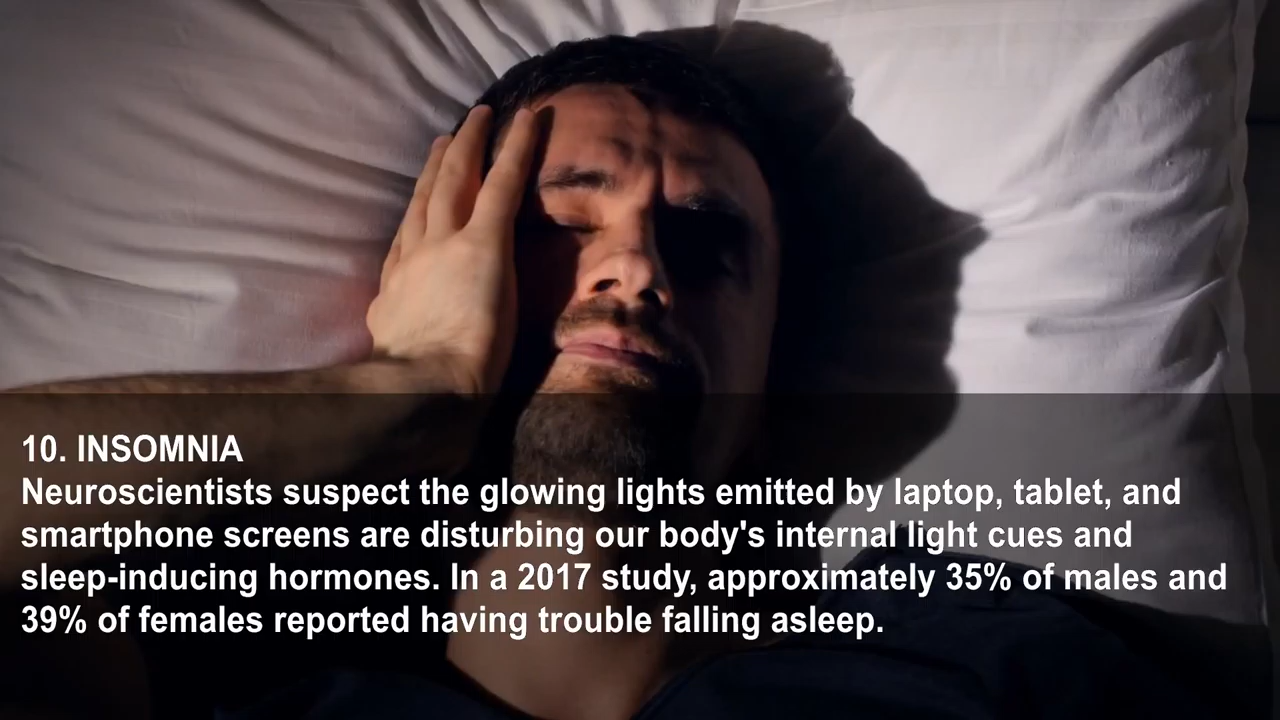 10. INSOMNIA
Neuroscientists suspect the glowing lights emitted by laptop, tablet, and
smartphone screens are disturbing our body's internal light cues and
sleep-inducing hormones. In a 2017 study, approximately 35% of males and
39% of females reported having trouble falling asleep.